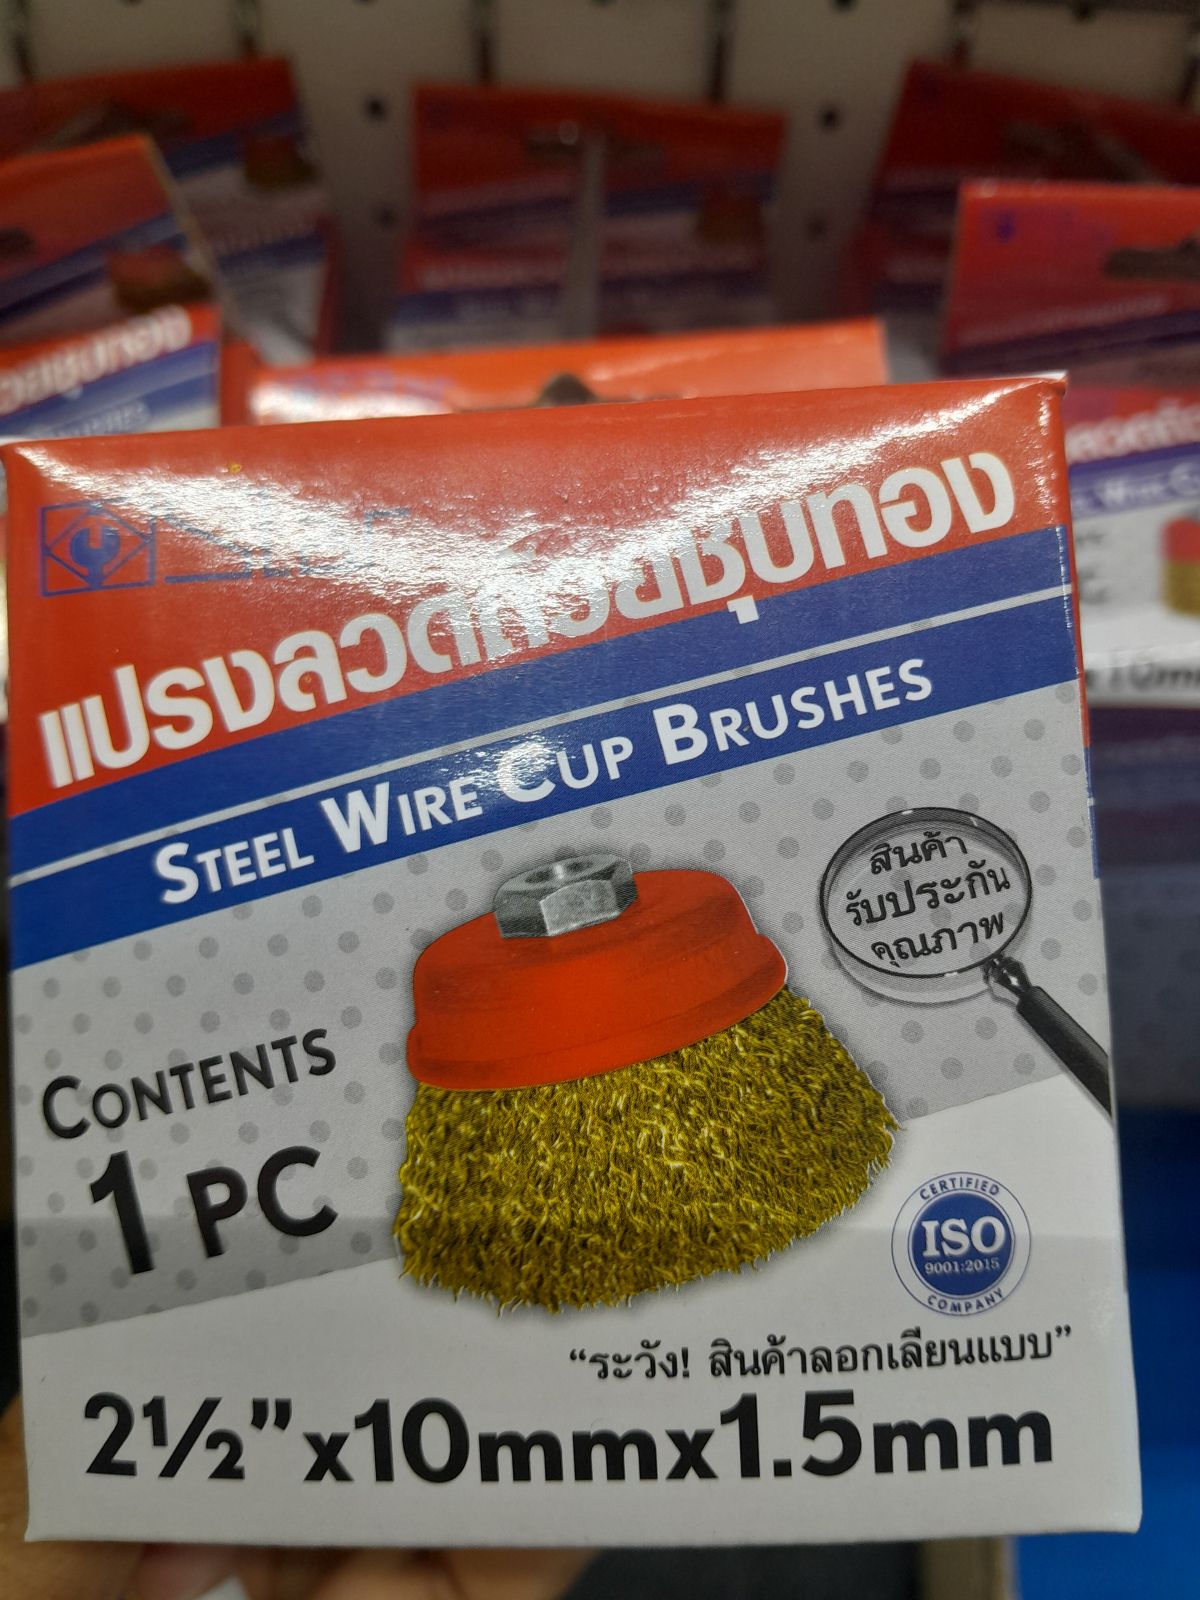 แปรงลวดถ้วยชุบทอง
STEEL WIRE CUP BRUSHES
สินค้า
รับประกัน
คุณภาพ
CONTENTS
1 PC
CERTIFIED
ISO
9001:2015
COMPANY
“ระวัง! สินค้าลอกเลียนแบบ”
2½”x10mmx1.5mm